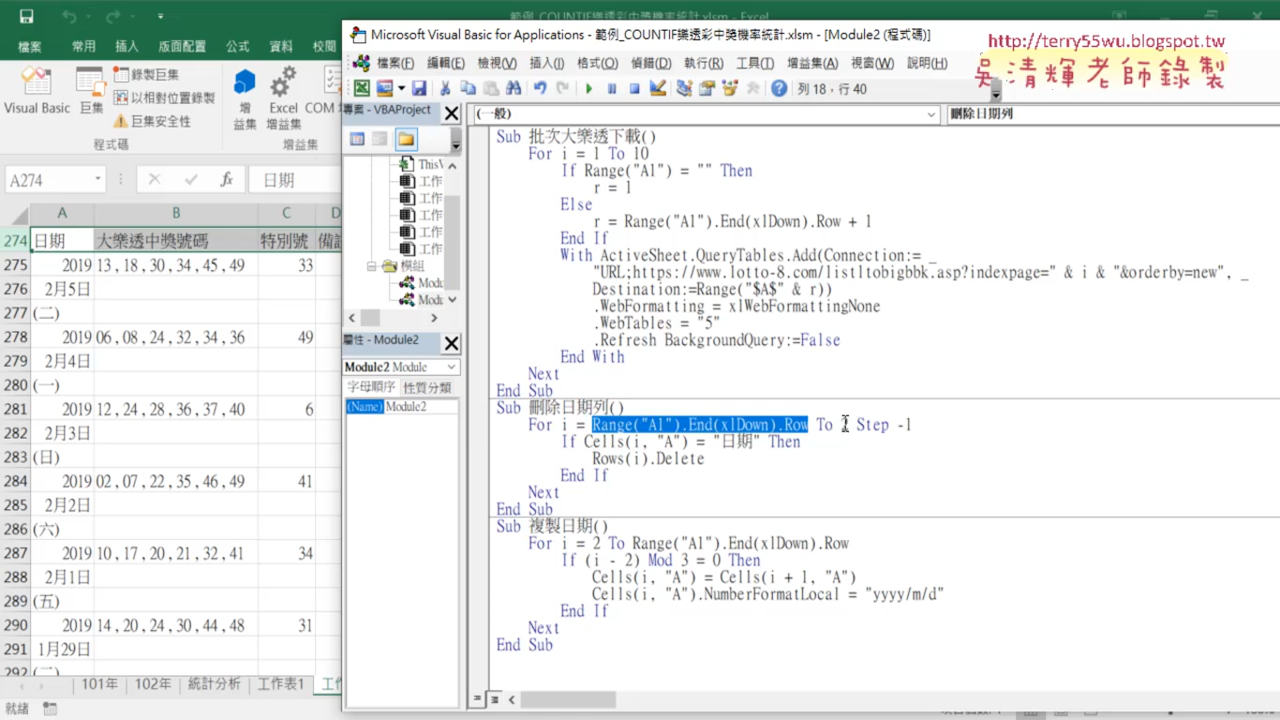 範例_COUNTIF樂透彩中獎機率統計.xlsm - Excel
檔案 常用 插入 版面配置 公式 資料 校閱
Visual Basic 巨集 錄製巨集 以相對位置錄製 巨集安全性
增益集 Excel 增益集 COM
程式碼 增益集
A274 fx 日期
A B C D
274 日期 大樂透中獎號碼 特別號
275 2019 13 , 18 , 30 , 34 , 45 , 49 33
276 2月5日
277 (二)
278 2019 06 , 08 , 24 , 32 , 34 , 36 49
279 2月4日
280 (一)
281 2019 12 , 24 , 28 , 36 , 37 , 40 6
282 2月3日
283 (日)
284 2019 02 , 07 , 22 , 35 , 46 , 49 41
285 2月2日
286 (六)
287 2019 10 , 17 , 20 , 21 , 32 , 41 34
288 2月1日
289 (五)
290 2019 14 , 20 , 24 , 30 , 44 , 48 31
291 1月29日
292
101年 102年 統計分析 工作表1 工
就緒
Microsoft Visual Basic for Applications - 範例_COUNTIF樂透彩中獎機率統計.xlsm - [Module2 (程式碼)]
http://terry55wu.blogspot.tw
吳清輝老師錄製
檔案(F) 編輯(E) 檢視(V) 插入(I) 格式(O) 偵錯(D) 執行(R) 工具(T) 增益集(A) 視窗(W) 說明(H)
列 18，行 40
專案 - VBAProject
ThisV
工作
工作
工作
工作
工作
模組
Modu
Modu
屬性 - Module2
Module2 Module
字母順序 性質分類
(Name) Module2
(一般) 刪除日期列
Sub 批次大樂透下載()
For i = 1 To 10
If Range("A1") = "" Then
r = 1
Else
r = Range("A1").End(xlDown).Row + 1
End If
With ActiveSheet.QueryTables.Add(Connection:= _
"URL;https://www.lotto-8.com/listltobigbbk.asp?indexpage=" & i & "&orderby=new", _
Destination:=Range("$A$" & r))
.WebFormatting = xlWebFormattingNone
.WebTables = "5"
.Refresh BackgroundQuery:=False
End With
Next
End Sub
Sub 刪除日期列()
For i = Range("A1").End(xlDown).Row To 2 Step -1
If Cells(i, "A") = "日期" Then
Rows(i).Delete
End If
Next
End Sub
Sub 複製日期()
For i = 2 To Range("A1").End(xlDown).Row
If (i - 2) Mod 3 = 0 Then
Cells(i, "A") = Cells(i + 1, "A")
Cells(i, "A").NumberFormatLocal = "yyyy/m/d"
End If
Next
End Sub